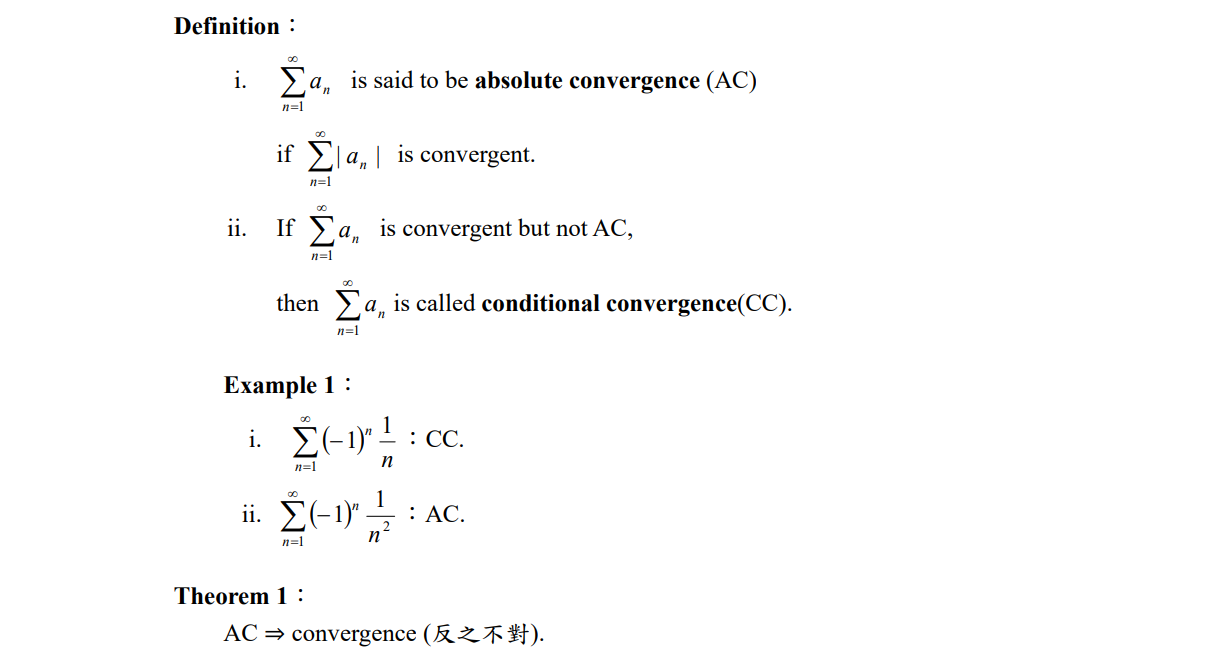 Definition：
i. $\sum_{n=1}^{\infty} a_n$ is said to be absolute convergence (AC)
if $\sum_{n=1}^{\infty} | a_n |$ is convergent.
ii. If $\sum_{n=1}^{\infty} a_n$ is convergent but not AC,
then $\sum_{n=1}^{\infty} a_n$ is called conditional convergence(CC).
Example 1：
i. $\sum_{n=1}^{\infty} (-1)^n \frac{1}{n}$：CC.
ii. $\sum_{n=1}^{\infty} (-1)^n \frac{1}{n^2}$：AC.
Theorem 1：
AC ⇒ convergence (反之不對).